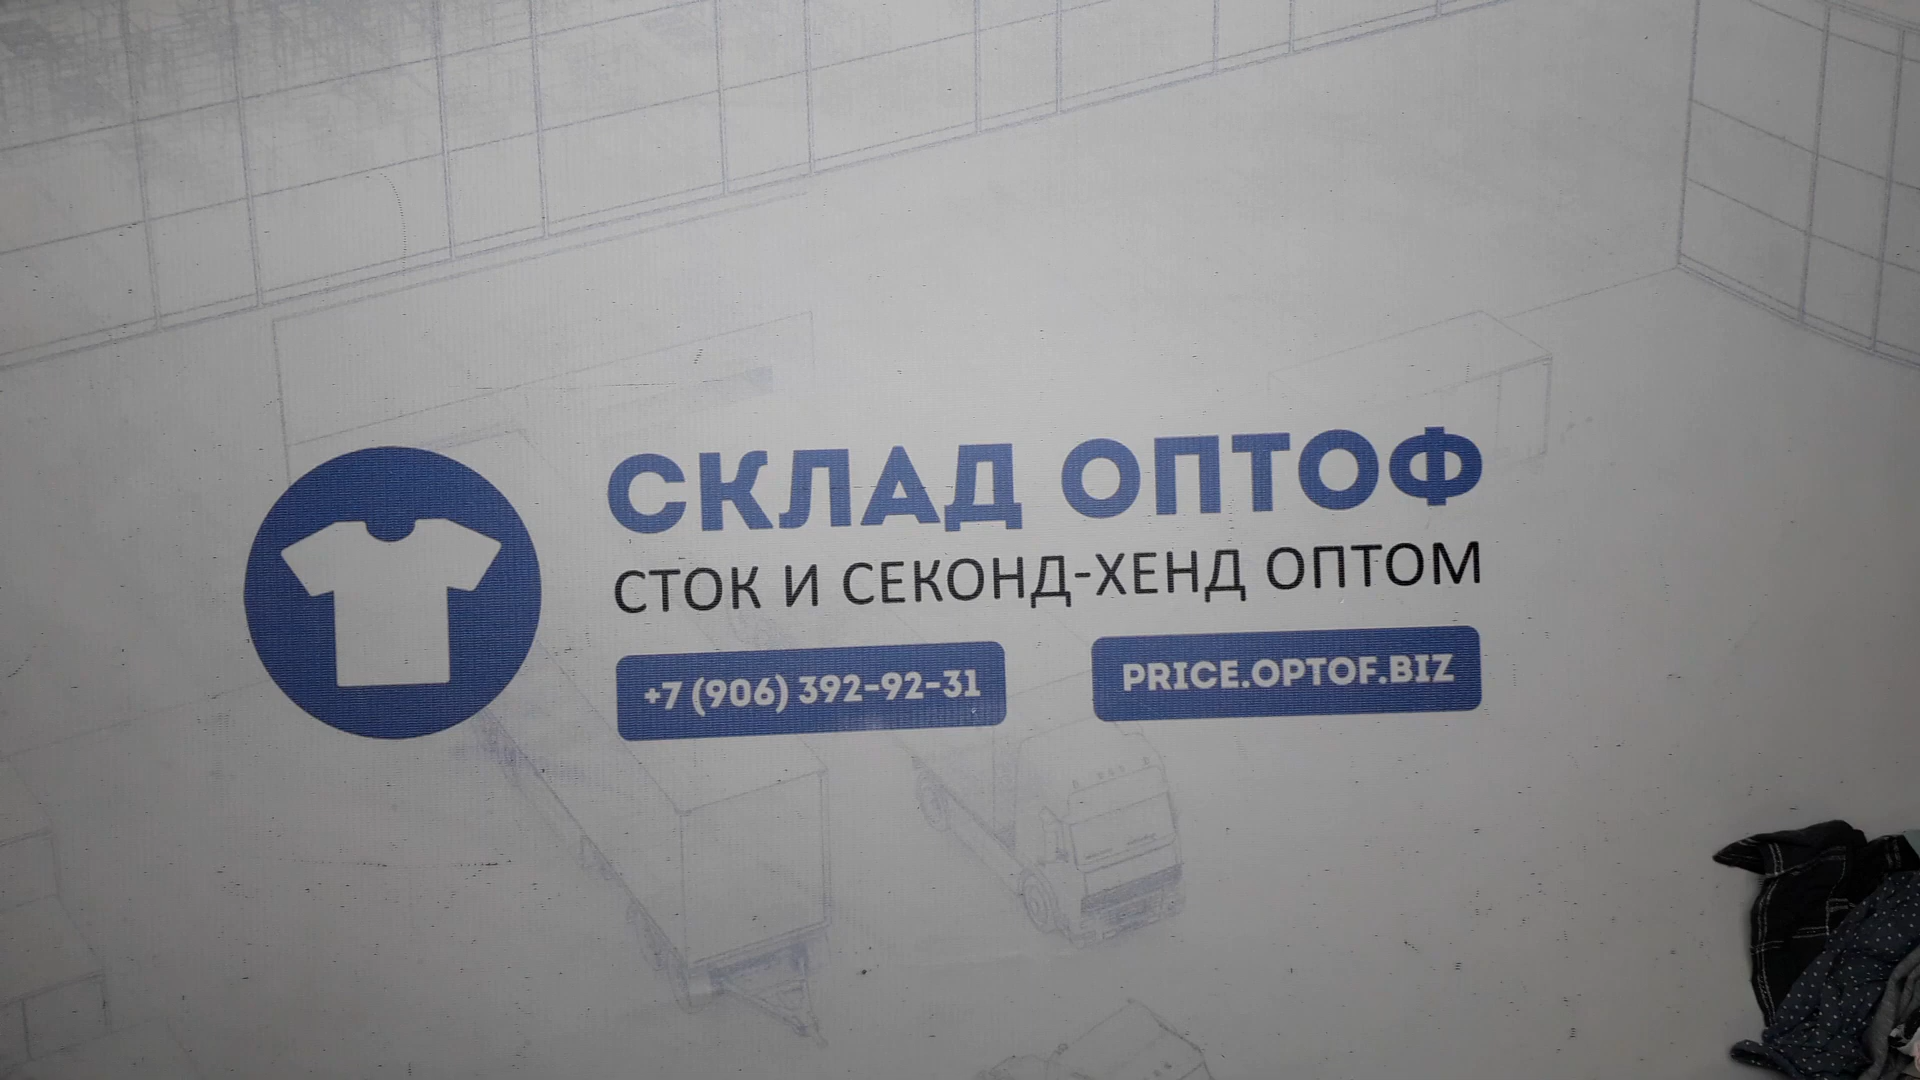 СКЛАД ОПТОФ
СТОК И СЕКОНД-ХЕНД ОПТОМ
+7 (906) 392-92-31
PRICE.OPTOF.BIZ